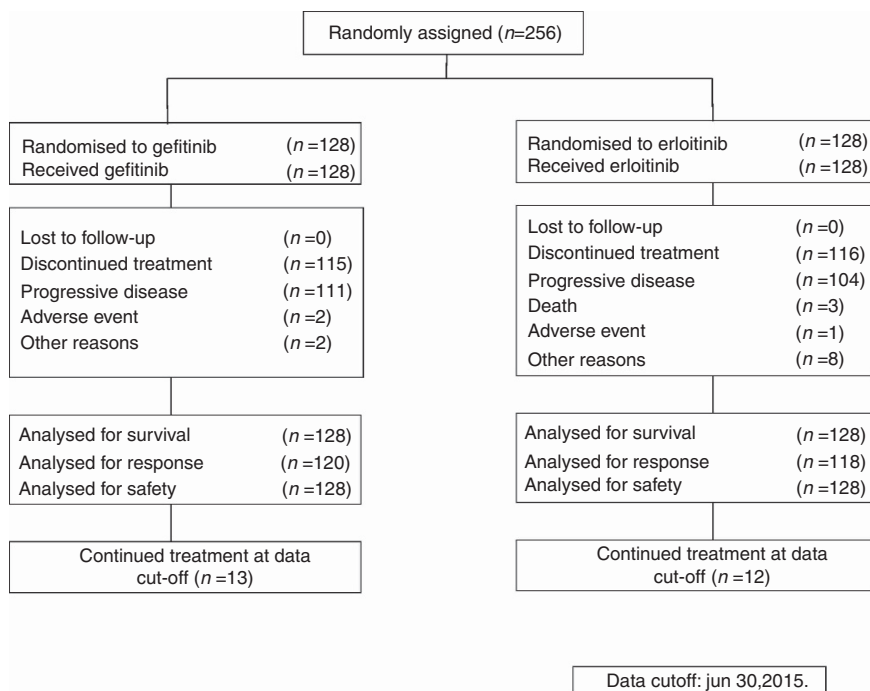 Randomly assigned (n=256)
Randomised to gefitinib (n =128)
Received gefitinib (n =128)
Lost to follow-up (n =0)
Discontinued treatment (n =115)
Progressive disease (n =111)
Adverse event (n =2)
Other reasons (n =2)
Analysed for survival (n =128)
Analysed for response (n =120)
Analysed for safety (n =128)
Continued treatment at data
cut-off (n =13)
Randomised to erloitinib (n =128)
Received erloitinib (n =128)
Lost to follow-up (n =0)
Discontinued treatment (n =116)
Progressive disease (n =104)
Death (n =3)
Adverse event (n =1)
Other reasons (n =8)
Analysed for survival (n =128)
Analysed for response (n =118)
Analysed for safety (n =128)
Continued treatment at data
cut-off (n =12)
Data cutoff: jun 30,2015.